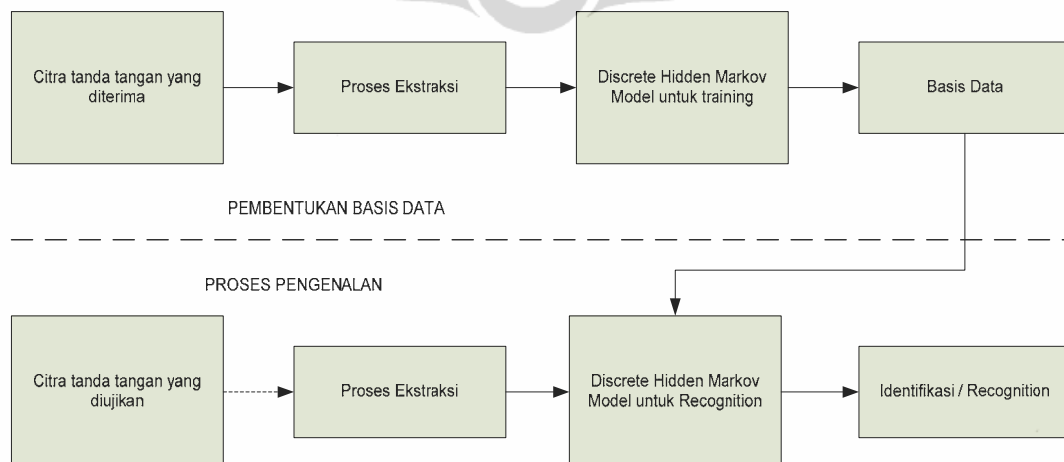 Citra tanda tangan yang
diterima
Proses Ekstraksi
Discrete Hidden Markov
Model untuk training
Basis Data
PEMBENTUKAN BASIS DATA
PROSES PENGENALAN
Citra tanda tangan yang
diujikan
Proses Ekstraksi
Discrete Hidden Markov
Model untuk Recognition
Identifikasi / Recognition